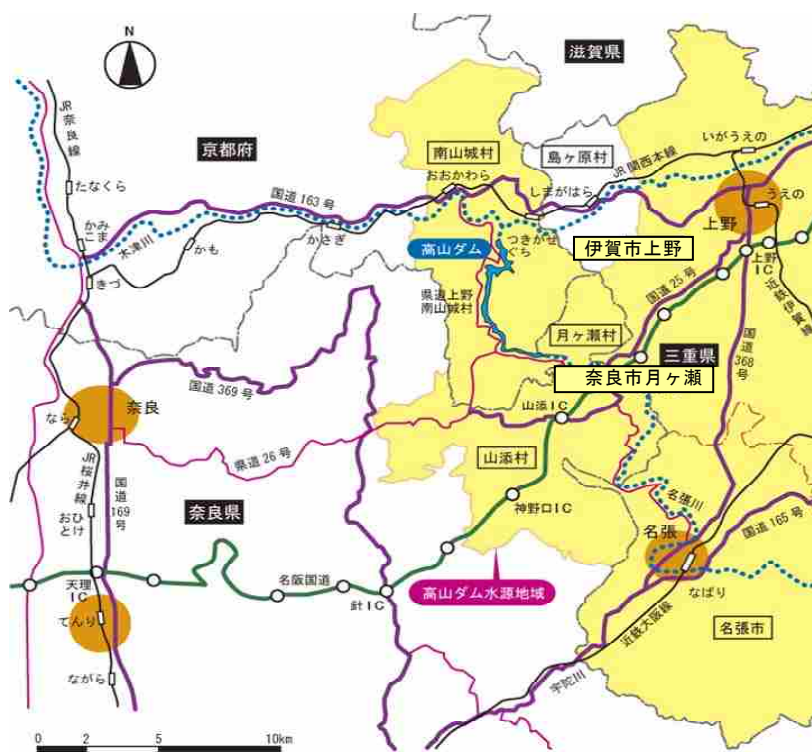 N
滋賀県
JR奈良線
京都府
南山城村
島ヶ原村
いがうえの
JR関西本線
たなくら
おおかわら
しまがはら
国道163号
うえの
上野
かみこま
木津川
かも
かさぎ
高山ダム
つきがせぐち
伊賀市上野
上野IC
きづ
県道上野
南山城村
国道25号
近鉄伊賀線
月ヶ瀬村
三重県
国道368号
奈良市月ヶ瀬
国道369号
奈良
なら
山添IC
県道26号
山添村
JR桜井線
国道169号
おびとけ
奈良県
神野口IC
名張川
名張
国道165号
天理IC
名阪国道
針IC
高山ダム水源地域
なばり
てんり
近鉄大阪線
名張市
ながら
宇陀川
0 2 5 10km